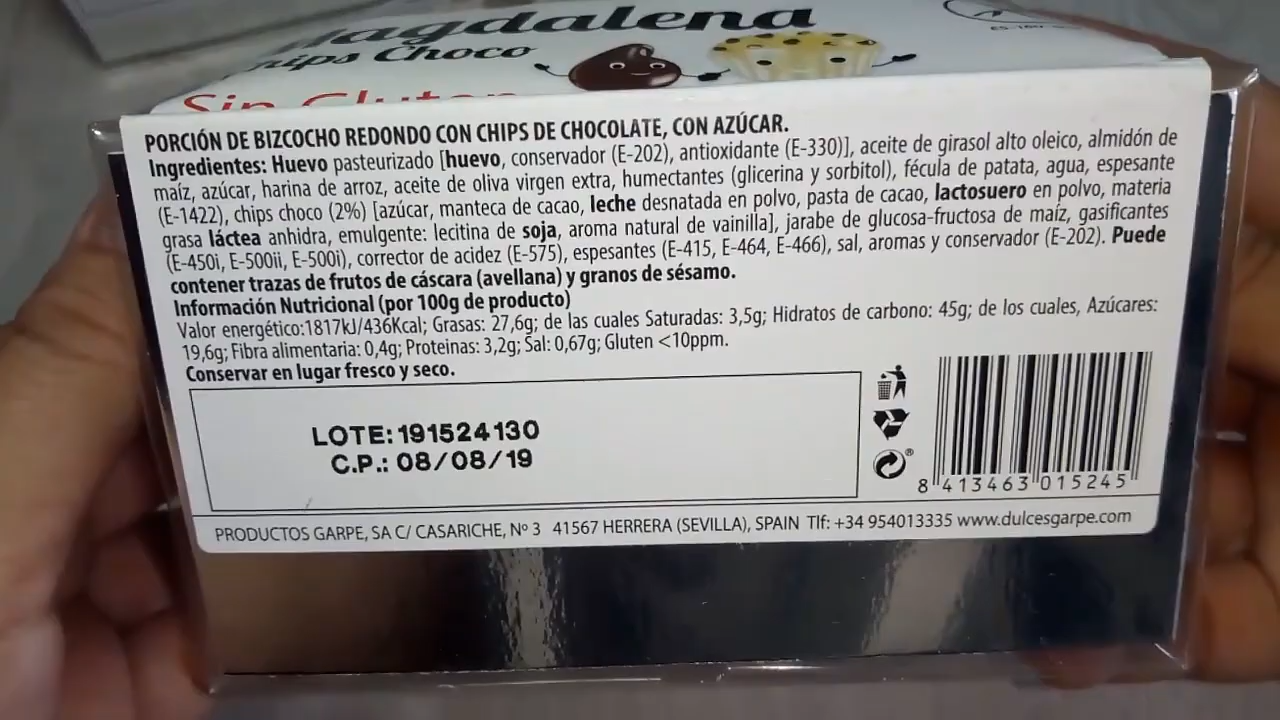 Magdalena
Chips Choco
Sin Gluten
PORCIÓN DE BIZCOCHO REDONDO CON CHIPS DE CHOCOLATE, CON AZÚCAR.
Ingredientes: Huevo pasteurizado [huevo, conservador (E-202), antioxidante (E-330)], aceite de girasol alto oleico, almidón de
maíz, azúcar, harina de arroz, aceite de oliva virgen extra, humectantes (glicerina y sorbitol), fécula de patata, agua, espesante
(E-1422), chips choco (2%) [azúcar, manteca de cacao, leche desnatada en polvo, pasta de cacao, lactosuero en polvo, materia
grasa láctea anhidra, emulgente: lecitina de soja, aroma natural de vainilla], jarabe de glucosa-fructosa de maíz, gasificantes
(E-450i, E-500ii, E-500i), corrector de acidez (E-575), espesantes (E-415, E-464, E-466), sal, aromas y conservador (E-202). Puede
contener trazas de frutos de cáscara (avellana) y granos de sésamo.
Información Nutricional (por 100g de producto)
Valor energético:1817kJ/436Kcal; Grasas: 27,6g; de las cuales Saturadas: 3,5g; Hidratos de carbono: 45g; de los cuales, Azúcares:
19,6g; Fibra alimentaria: 0,4g; Proteinas: 3,2g; Sal: 0,67g; Gluten <10ppm.
Conservar en lugar fresco y seco.
LOTE: 191524130
C.P.: 08/08/19
8 413463 015245
PRODUCTOS GARPE, SA C/ CASARICHE, Nº 3 41567 HERRERA (SEVILLA), SPAIN Tlf: +34 954013335 www.dulcesgarpe.com